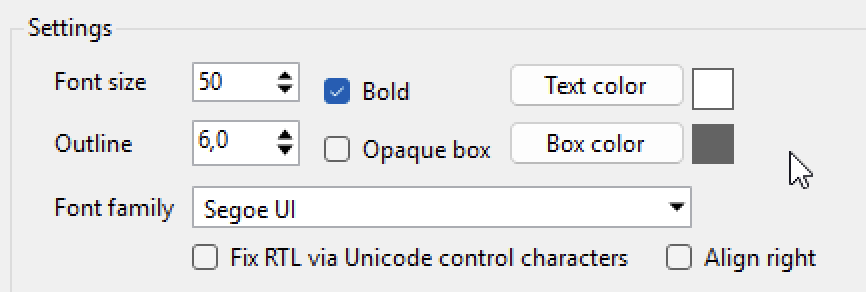 Settings
Font size 50 Bold Text color
Outline 6,0 Opaque box Box color
Font family Segoe UI
Fix RTL via Unicode control characters Align right